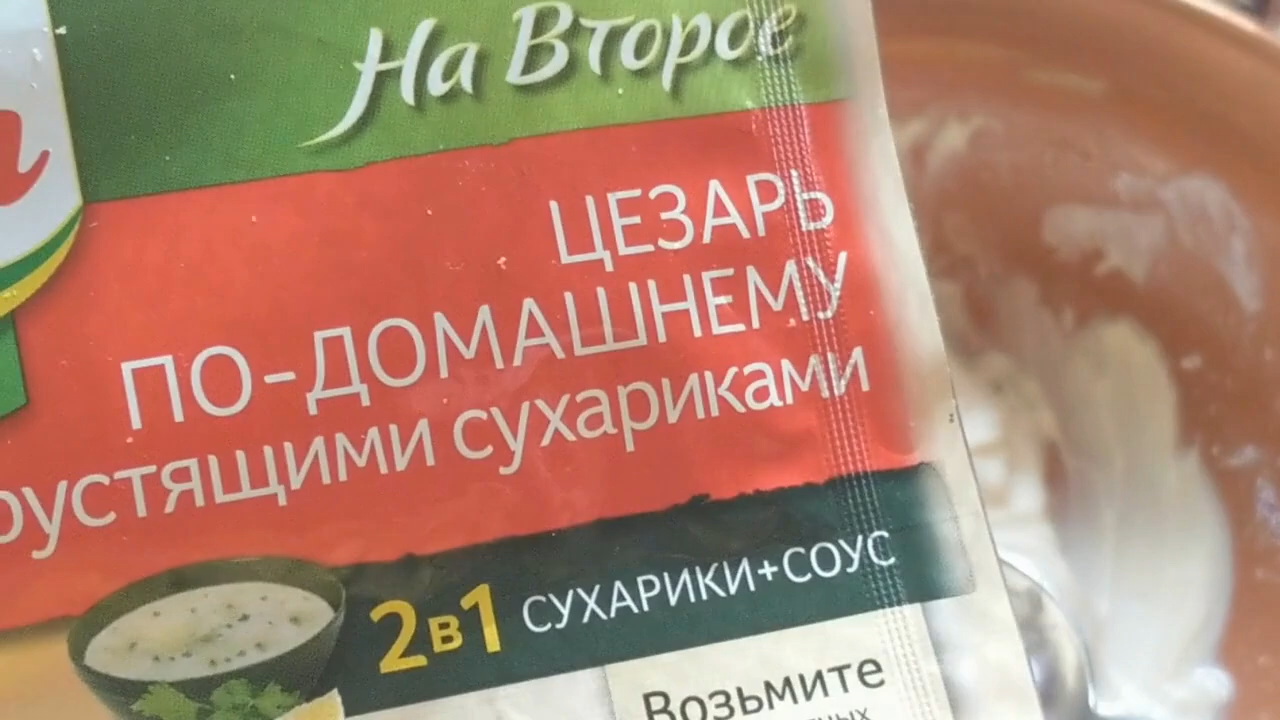 На Второе
ЦЕЗАРЬ
ПО-ДОМАШНЕМУ
рустящими сухариками
2в1 СУХАРИКИ+СОУС
Возьмите